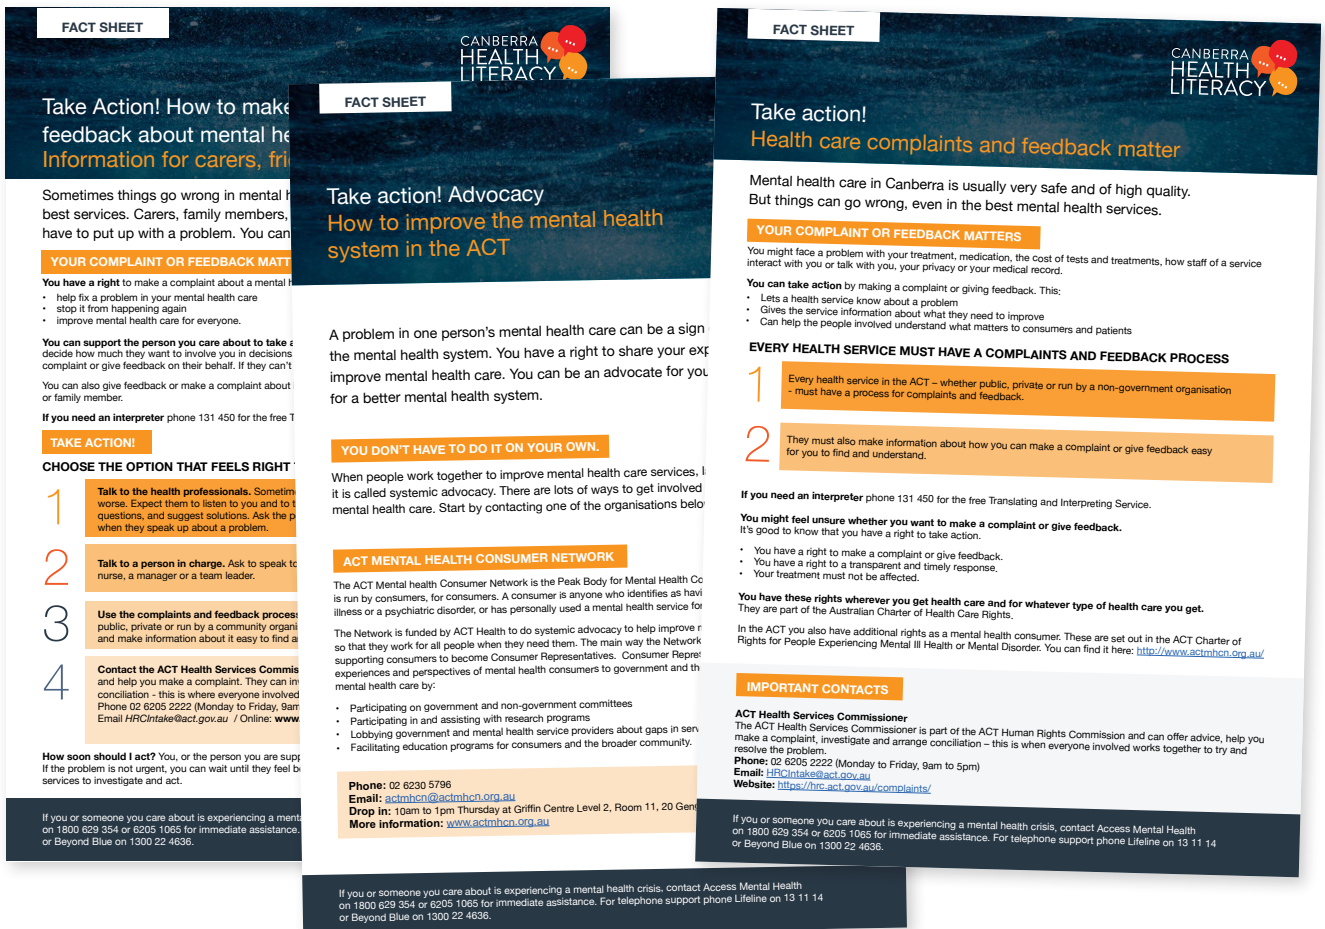 FACT SHEET
CANBERRA
HEALTH
LITERACY
Take Action! How to make
feedback about mental he
Information for carers, fri
Sometimes things go wrong in mental h
best services. Carers, family members,
have to put up with a problem. You can
YOUR COMPLAINT OR FEEDBACK MATT
You have a right to make a complaint about a mental h
• help fix a problem in your mental health care
• stop it from happening again
• improve mental health care for everyone.
You can support the person you care about to take a
decide how much they want to involve you in decisions
complaint or give feedback on their behalf. If they can't
You can also give feedback or make a complaint about
or family member.
If you need an interpreter phone 131 450 for the free T
TAKE ACTION!
CHOOSE THE OPTION THAT FEELS RIGHT
1
Talk to the health professionals. Sometim
worse. Expect them to listen to you and to t
questions, and suggest solutions. Ask the p
when they speak up about a problem.
2
Talk to a person in charge. Ask to speak to
nurse, a manager or a team leader.
3
Use the complaints and feedback process
public, private or run by a community organi
and make information about it easy to find a
4
Contact the ACT Health Services Commis
and help you make a complaint. They can in
conciliation - this is where everyone involved
Phone 02 6205 2222 (Monday to Friday, 9am
Email HRCIntake@act.gov.au / Online: www.
How soon should I act? You, or the person you are supp
If the problem is not urgent, you can wait until they feel be
services to investigate and act.
If you or someone you care about is experiencing a menta
on 1800 629 354 or 6205 1065 for immediate assistance.
or Beyond Blue on 1300 22 4636.
FACT SHEET
Take action! Advocacy
How to improve the mental health
system in the ACT
A problem in one person's mental health care can be a sign
the mental health system. You have a right to share your exp
improve mental health care. You can be an advocate for you
for a better mental health system.
YOU DON'T HAVE TO DO IT ON YOUR OWN.
When people work together to improve mental health care services, l
it is called systemic advocacy. There are lots of ways to get involved
mental health care. Start by contacting one of the organisations belo
ACT MENTAL HEALTH CONSUMER NETWORK
The ACT Mental health Consumer Network is the Peak Body for Mental Health Co
is run by consumers, for consumers. A consumer is anyone who identifies as havi
illness or a psychiatric disorder, or has personally used a mental health service for
The Network is funded by ACT Health to do systemic advocacy to help improve m
so that they work for all people when they need them. The main way the Network
supporting consumers to become Consumer Representatives. Consumer Repre
experiences and perspectives of mental health consumers to government and th
mental health care by:
• Participating on government and non-government committees
• Participating in and assisting with research programs
• Lobbying government and mental health service providers about gaps in serv
• Facilitating education programs for consumers and the broader community.
Phone: 02 6230 5796
Email: actmhcn@actmhcn.org.au
Drop in: 10am to 1pm Thursday at Griffin Centre Level 2, Room 11, 20 Geng
More information: www.actmhcn.org.au
If you or someone you care about is experiencing a mental health crisis, contact Access Mental Health
on 1800 629 354 or 6205 1065 for immediate assistance. For telephone support phone Lifeline on 13 11 14
or Beyond Blue on 1300 22 4636.
FACT SHEET
CANBERRA
HEALTH
LITERACY
Take action!
Health care complaints and feedback matter
Mental health care in Canberra is usually very safe and of high quality.
But things can go wrong, even in the best mental health services.
YOUR COMPLAINT OR FEEDBACK MATTERS
You might face a problem with your treatment, medication, the cost of tests and treatments, how staff of a service
interact with you or talk with you, your privacy or your medical record.
You can take action by making a complaint or giving feedback. This:
• Lets a health service know about a problem
• Gives the service information about what they need to improve
• Can help the people involved understand what matters to consumers and patients
EVERY HEALTH SERVICE MUST HAVE A COMPLAINTS AND FEEDBACK PROCESS
1
Every health service in the ACT – whether public, private or run by a non-government organisation
- must have a process for complaints and feedback.
2
They must also make information about how you can make a complaint or give feedback easy
for you to find and understand.
If you need an interpreter phone 131 450 for the free Translating and Interpreting Service.
You might feel unsure whether you want to make a complaint or give feedback.
It's good to know that you have a right to take action.
• You have a right to make a complaint or give feedback.
• You have a right to a transparent and timely response.
• Your treatment must not be affected.
You have these rights wherever you get health care and for whatever type of health care you get.
They are part of the Australian Charter of Health Care Rights.
In the ACT you also have additional rights as a mental health consumer. These are set out in the ACT Charter of
Rights for People Experiencing Mental Ill Health or Mental Disorder. You can find it here: http://www.actmhcn.org.au/
IMPORTANT CONTACTS
ACT Health Services Commissioner
The ACT Health Services Commissioner is part of the ACT Human Rights Commission and can offer advice, help you
make a complaint, investigate and arrange conciliation – this is when everyone involved works together to try and
resolve the problem.
Phone: 02 6205 2222 (Monday to Friday, 9am to 5pm)
Email: HRCIntake@act.gov.au
Website: https://hrc.act.gov.au/complaints/
If you or someone you care about is experiencing a mental health crisis, contact Access Mental Health
on 1800 629 354 or 6205 1065 for immediate assistance. For telephone support phone Lifeline on 13 11 14
or Beyond Blue on 1300 22 4636.